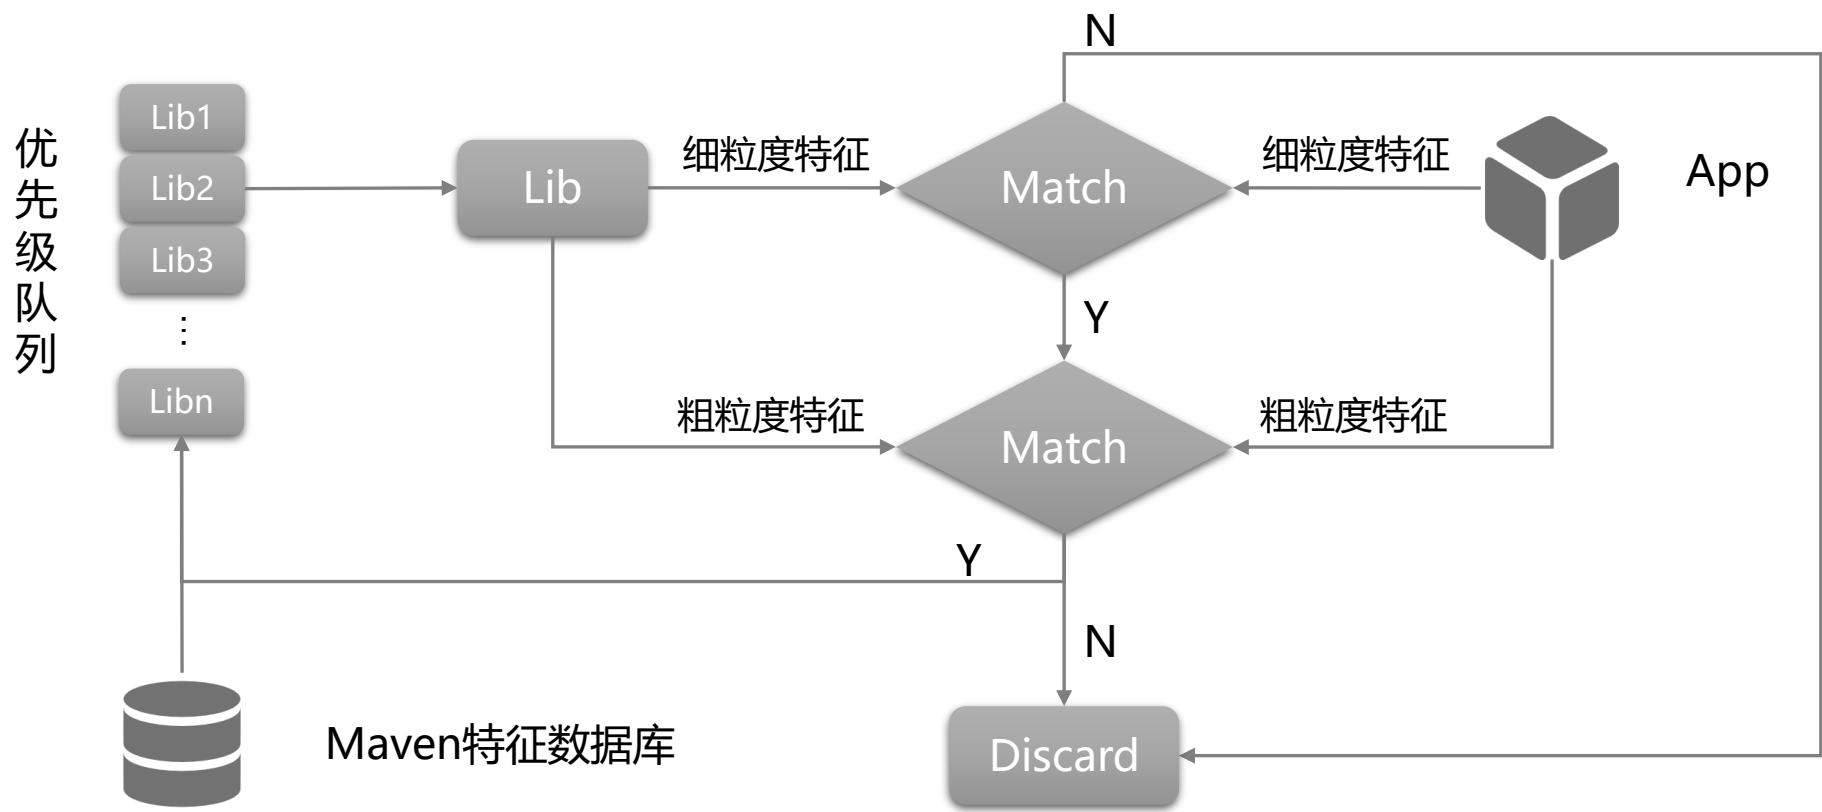 优先级队列
Lib1
Lib2
Lib3
...
Libn
Lib
细粒度特征
N
Match
细粒度特征
App
Y
粗粒度特征
Match
粗粒度特征
Y
N
Maven特征数据库
Discard